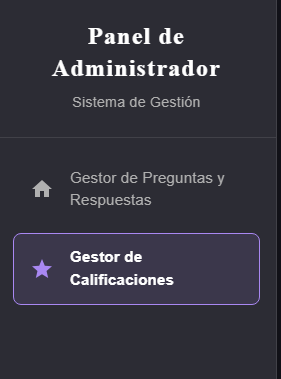 Panel de
Administrador
Sistema de Gestión
Gestor de Preguntas y
Respuestas
Gestor de
Calificaciones